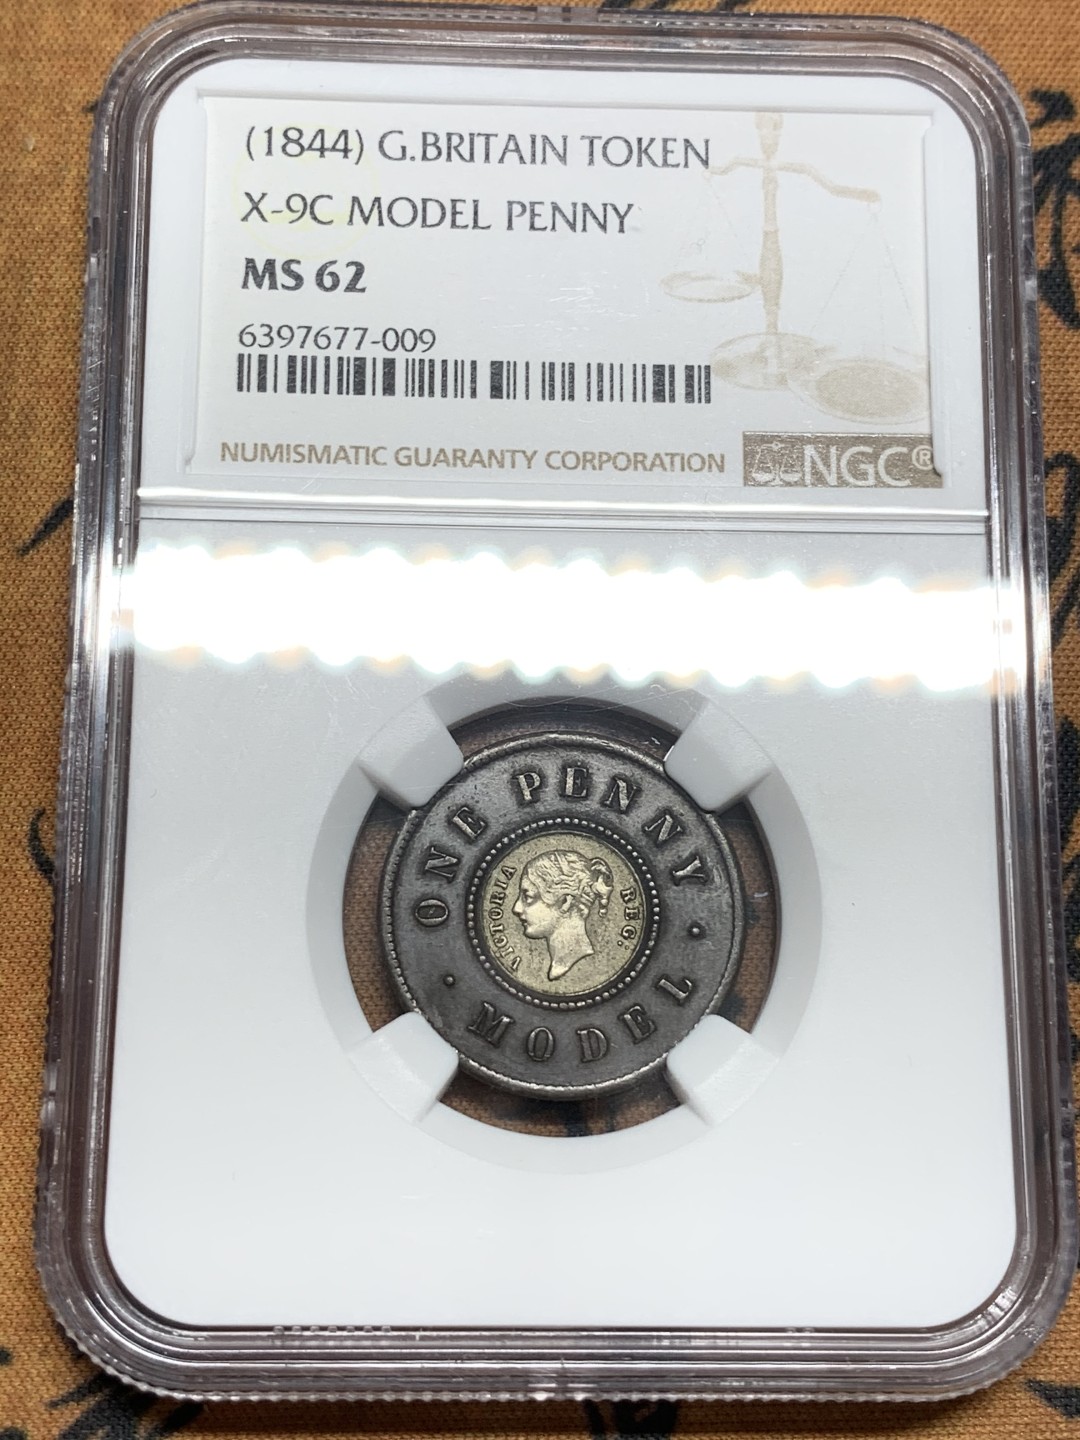 (1844) G.BRITAIN TOKEN
X-9C MODEL PENNY
MS 62
6397677-009
NUMISMATIC GUARANTY CORPORATION
NGC®
ONE PENNY
· MODEL ·
VICTORIA REG: